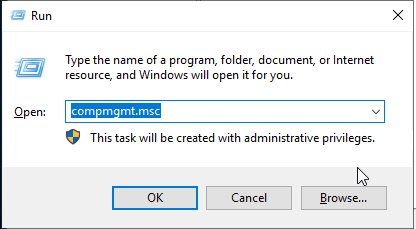 Run
Type the name of a program, folder, document, or Internet
resource, and Windows will open it for you.
Open: compmgmt.msc
This task will be created with administrative privileges.
OK Cancel Browse...